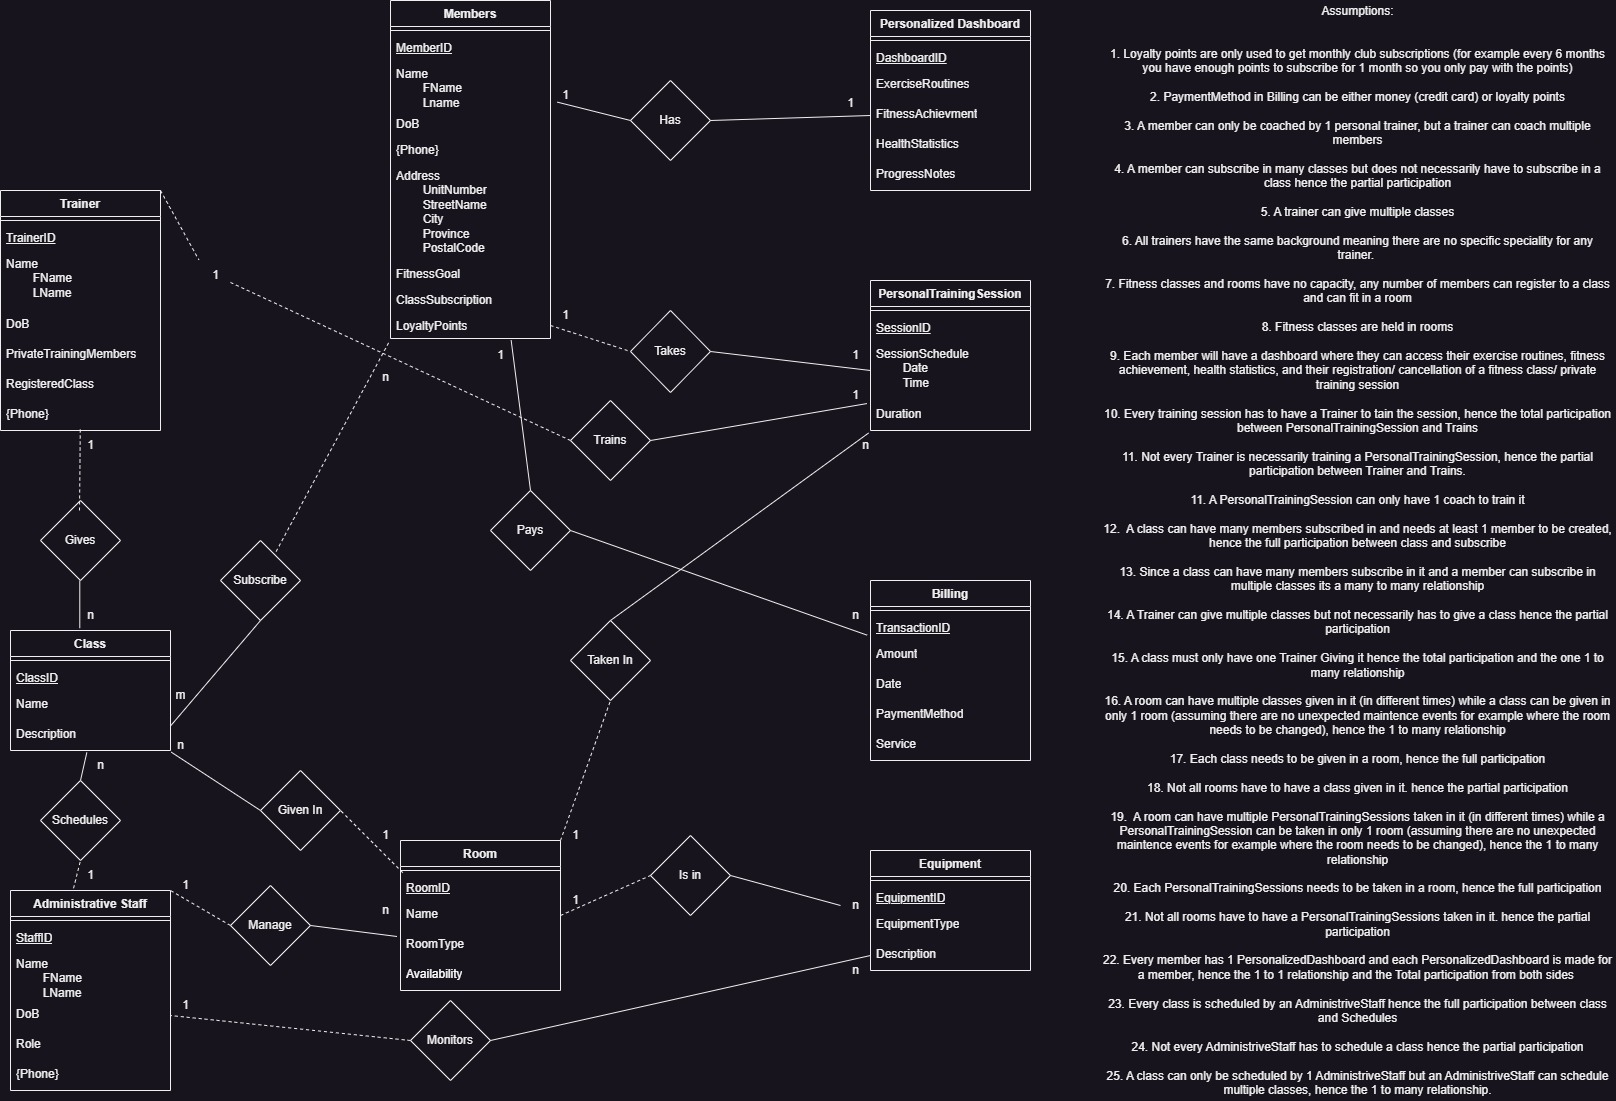 Members
MemberID
Name
FName
Lname
DoB
{Phone}
Address
UnitNumber
StreetName
City
Province
PostalCode
FitnessGoal
ClassSubscription
LoyaltyPoints
1
Has
1
Personalized Dashboard
DashboardID
ExerciseRoutines
FitnessAchievment
HealthStatistics
ProgressNotes
Trainer
TrainerID
Name
FName
LName
DoB
PrivateTrainingMembers
RegisteredClass
{Phone}
1
1
Takes
1
PersonalTrainingSession
SessionID
SessionSchedule
Date
Time
Duration
1
Trains
n
1
n
1
Gives
n
Subscribe
m
Pays
n
Billing
TransactionID
Amount
Date
PaymentMethod
Service
Class
ClassID
Name
Description
n
n
Taken In
1
Schedules
1
Given In
1
Room
RoomID
Name
RoomType
Availability
1
Is in
n
Equipment
EquipmentID
EquipmentType
Description
n
Administrative Staff
StaffID
Name
FName
LName
DoB
Role
{Phone}
1
Manage
n
1
Monitors
Assumptions:
1. Loyalty points are only used to get monthly club subscriptions (for example every 6 months
you have enough points to subscribe for 1 month so you only pay with the points)
2. PaymentMethod in Billing can be either money (credit card) or loyalty points
3. A member can only be coached by 1 personal trainer, but a trainer can coach multiple
members
4. A member can subscribe in many classes but does not necessarily have to subscribe in a
class hence the partial participation
5. A trainer can give multiple classes
6. All trainers have the same background meaning there are no specific speciality for any
trainer.
7. Fitness classes and rooms have no capacity, any number of members can register to a class
and can fit in a room
8. Fitness classes are held in rooms
9. Each member will have a dashboard where they can access their exercise routines, fitness
achievement, health statistics, and their registration/ cancellation of a fitness class/ private
training session
10. Every training session has to have a Trainer to tain the session, hence the total participation
between PersonalTrainingSession and Trains
11. Not every Trainer is necessarily training a PersonalTrainingSession, hence the partial
participation between Trainer and Trains.
11. A PersonalTrainingSession can only have 1 coach to train it
12. A class can have many members subscribed in and needs at least 1 member to be created,
hence the full participation between class and subscribe
13. Since a class can have many members subscribe in it and a member can subscribe in
multiple classes its a many to many relationship
14. A Trainer can give multiple classes but not necessarily has to give a class hence the partial
participation
15. A class must only have one Trainer Giving it hence the total participation and the one 1 to
many relationship
16. A room can have multiple classes given in it (in different times) while a class can be given in
only 1 room (assuming there are no unexpected maintence events for example where the room
needs to be changed), hence the 1 to many relationship
17. Each class needs to be given in a room, hence the full participation
18. Not all rooms have to have a class given in it. hence the partial participation
19. A room can have multiple PersonalTrainingSessions taken in it (in different times) while a
PersonalTrainingSession can be taken in only 1 room (assuming there are no unexpected
maintence events for example where the room needs to be changed), hence the 1 to many
relationship
20. Each PersonalTrainingSessions needs to be taken in a room, hence the full participation
21. Not all rooms have to have a PersonalTrainingSessions taken in it. hence the partial
participation
22. Every member has 1 PersonalizedDashboard and each PersonalizedDashboard is made for
a member, hence the 1 to 1 relationship and the Total participation from both sides
23. Every class is scheduled by an AdministriveStaff hence the full participation between class
and Schedules
24. Not every AdministriveStaff has to schedule a class hence the partial participation
25. A class can only be scheduled by 1 AdministriveStaff but an AdministriveStaff can schedule
multiple classes, hence the 1 to many relationship.